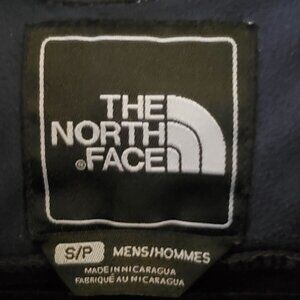 THE
NORTH
®FACE
S/P MENS/HOMMES
MADE IN NICARAGUA
FABRIQUÉ AU NICARAGUA